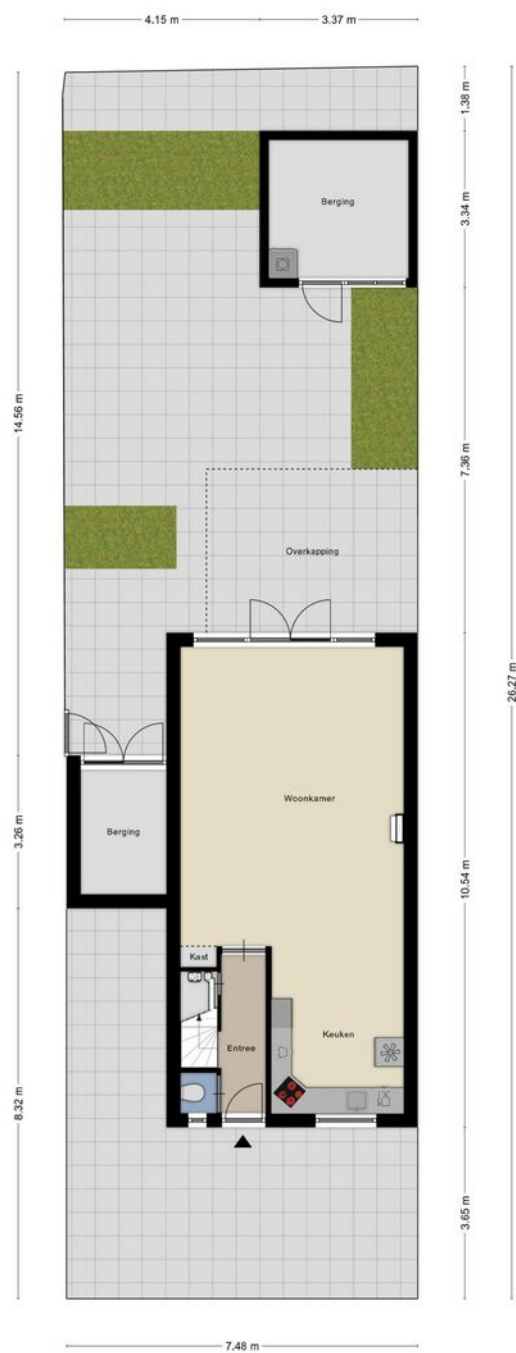 4.15 m
3.37 m
1.38 m
Berging
3.34 m
14.56 m
7.36 m
Overkapping
26.27 m
Woonkamer
Berging
3.26 m
10.54 m
Kast
Keuken
Entree
8.32 m
3.65 m
7.48 m